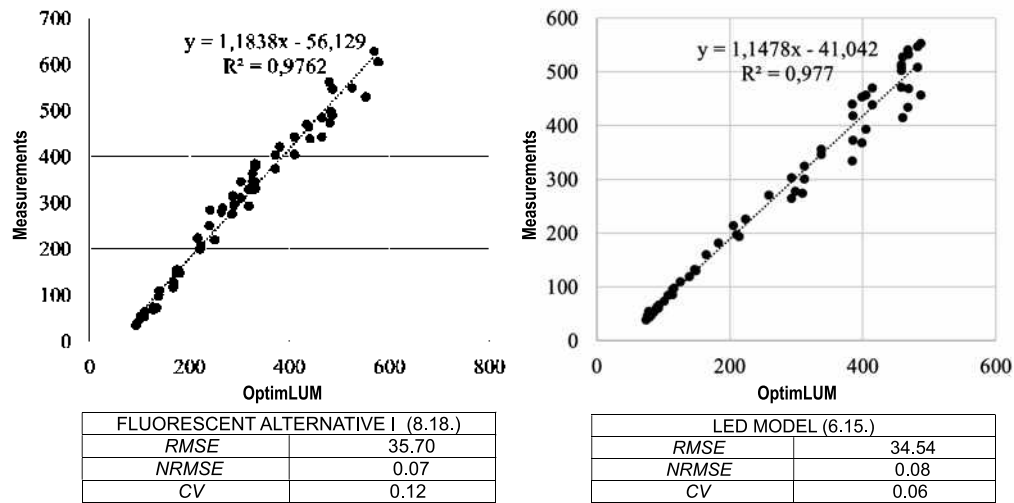 700
600
500
400
300
200
100
0
Measurements
y = 1,1838x - 56,129
R² = 0,9762
0 200 400 600 800
OptimLUM
FLUORESCENT ALTERNATIVE I (8.18.)
RMSE 35.70
NRMSE 0.07
CV 0.12
600
500
400
300
200
100
0
Measurements
y = 1,1478x - 41,042
R² = 0,977
0 200 400 600
OptimLUM
LED MODEL (6.15.)
RMSE 34.54
NRMSE 0.08
CV 0.06